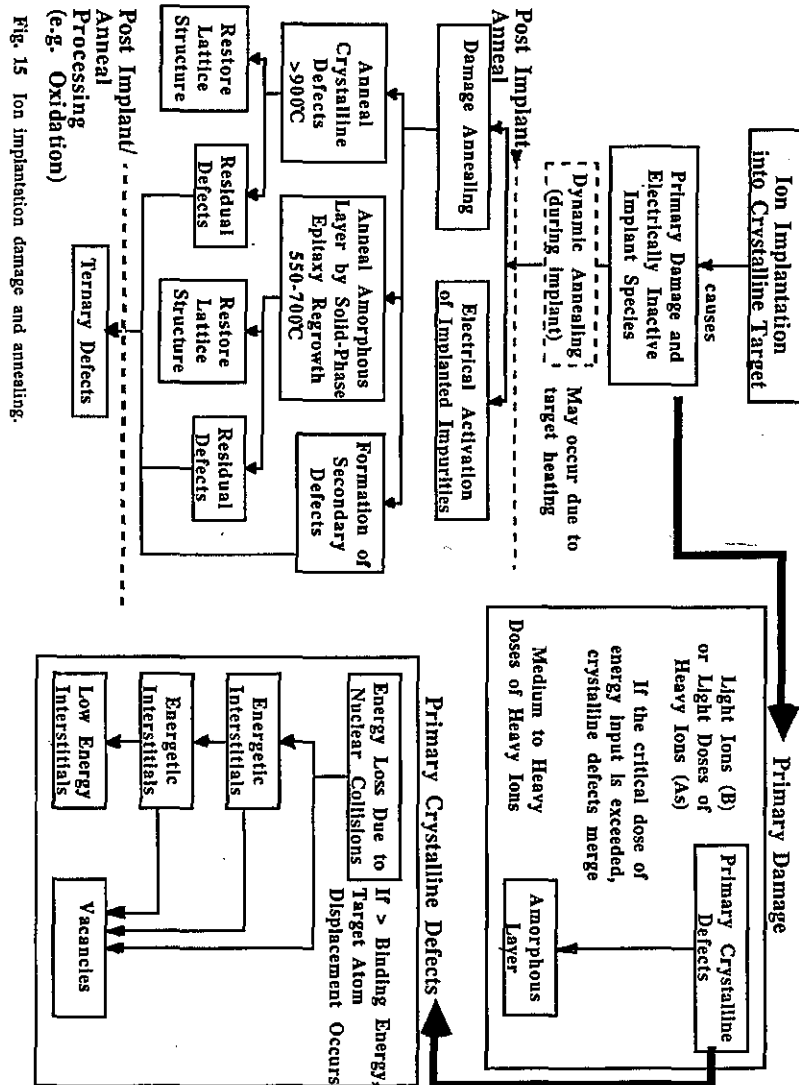 Ion Implantation
into Crystalline Target
causes
Primary Damage and
Electrically Inactive
Implant Species
Dynamic Annealing
(during implant)
May occur due to
target heating
Post Implant
Anneal
Damage Annealing
Electrical Activation
of Implanted Impurities
Anneal
Crystalline
Defects
>900℃
Anneal Amorphous
Layer by Solid-Phase
Epitaxy Regrowth
550-700℃
Formation of
Secondary
Defects
Restore
Lattice
Structure
Residual
Defects
Restore
Lattice
Structure
Residual
Defects
Post Implant/
Anneal
Processing
(e.g. Oxidation)
Ternary Defects
Primary Damage
Light Ions (B)
or Light Doses of
Heavy Ions (As)
Primary Crystalline
Defects
If the critical dose of
energy input is exceeded,
crystalline defects merge
Medium to Heavy
Doses of Heavy Ions
Amorphous
Layer
Primary Crystalline Defects
Energy Loss Due to
Nuclear Collisions
If > Binding Energy,
Target Atom
Displacement Occurs
Energetic
Interstitials
Energetic
Interstitials
Low Energy
Interstitials
Vacancies
Fig. 15 Ion implantation damage and annealing.